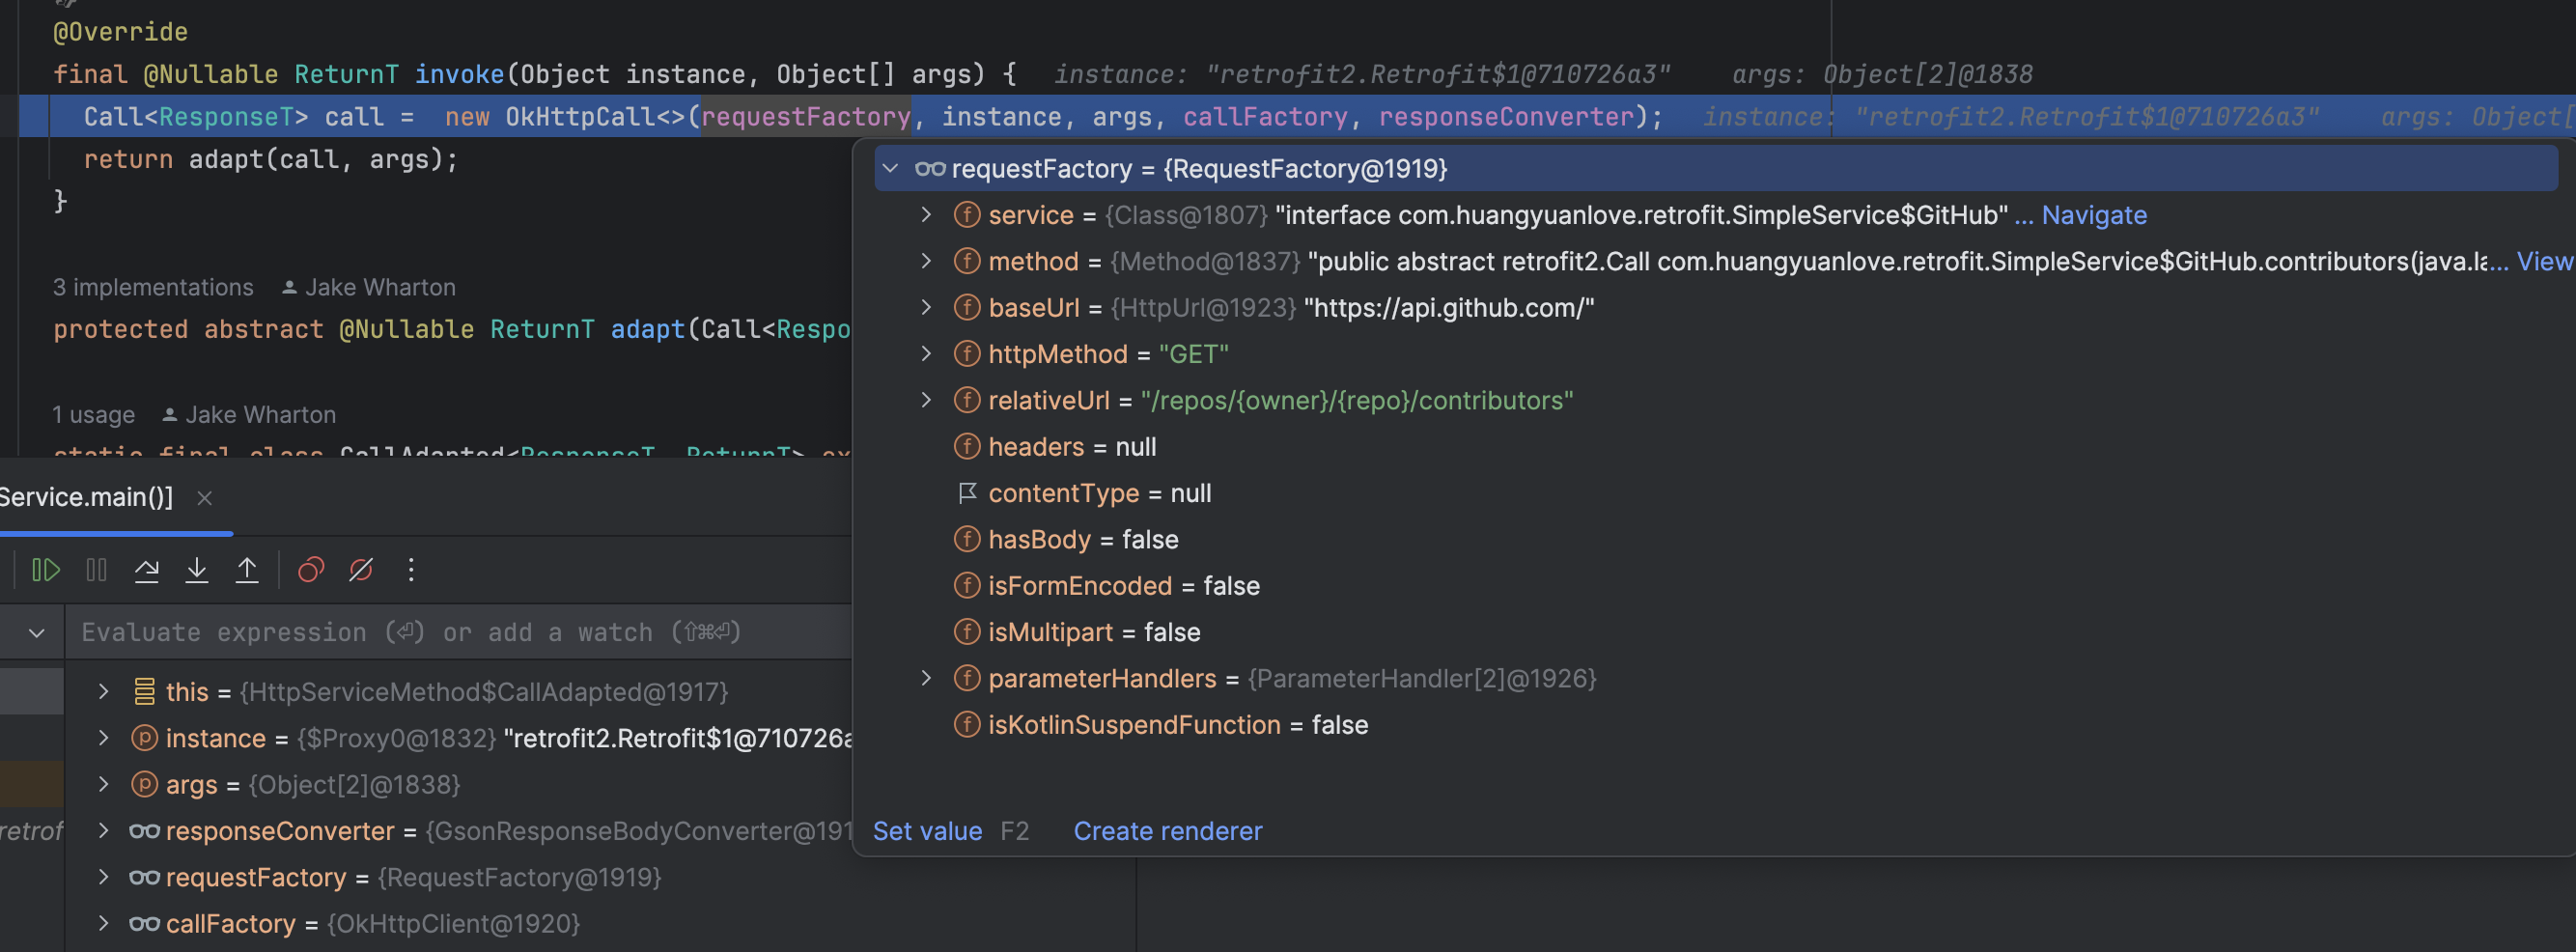 @Override
final @Nullable ReturnT invoke(Object instance, Object[] args) {   instance: "retrofit2.Retrofit$1@710726a3"   args: Object[2]@1838
Call<ResponseT> call =  new OkHttpCall<>(requestFactory, instance, args, callFactory, responseConverter);   instance: "retrofit2.Retrofit$1@710726a3"   args: Object[
return adapt(call, args);
}
3 implementations   Jake Wharton
protected abstract @Nullable ReturnT adapt(Call<Respo
1 usage   Jake Wharton
static final class CallAdapted<ResponseT, ReturnT> ex
requestFactory = {RequestFactory@1919}
service = {Class@1807} "interface com.huangyuanlove.retrofit.SimpleService$GitHub" ... Navigate
method = {Method@1837} "public abstract retrofit2.Call com.huangyuanlove.retrofit.SimpleService$GitHub.contributors(java.la... View
baseUrl = {HttpUrl@1923} "https://api.github.com/"
httpMethod = "GET"
relativeUrl = "/repos/{owner}/{repo}/contributors"
headers = null
contentType = null
hasBody = false
isFormEncoded = false
isMultipart = false
parameterHandlers = {ParameterHandler[2]@1926}
isKotlinSuspendFunction = false
Set value F2   Create renderer
Service.main()]
Evaluate expression (⏎) or add a watch (⇧⌘⏎)
this = {HttpServiceMethod$CallAdapted@1917}
instance = {$Proxy0@1832} "retrofit2.Retrofit$1@710726a
args = {Object[2]@1838}
retrof
responseConverter = {GsonResponseBodyConverter@191
requestFactory = {RequestFactory@1919}
callFactory = {OkHttpClient@1920}